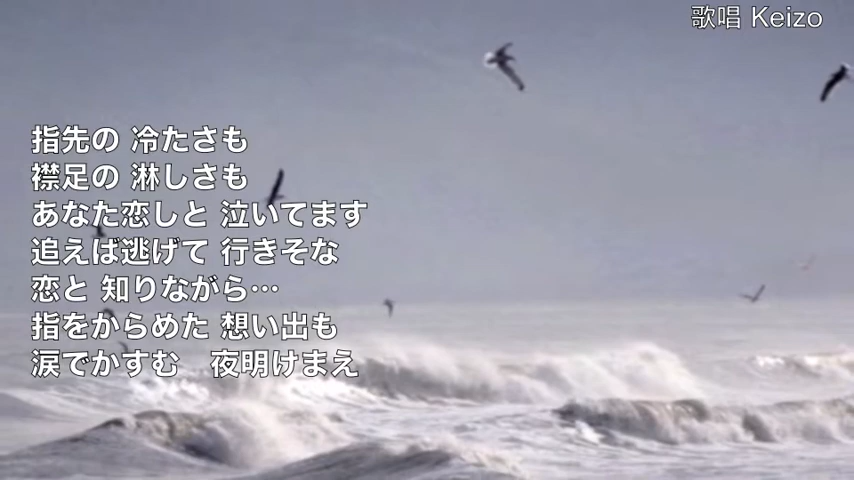 歌唱 Keizo
指先の 冷たさも
襟足の 淋しさも
あなた恋しと 泣いてます
追えば逃げて 行きそな
恋と 知りながら…
指をからめた 想い出も
涙でかすむ　夜明けまえ